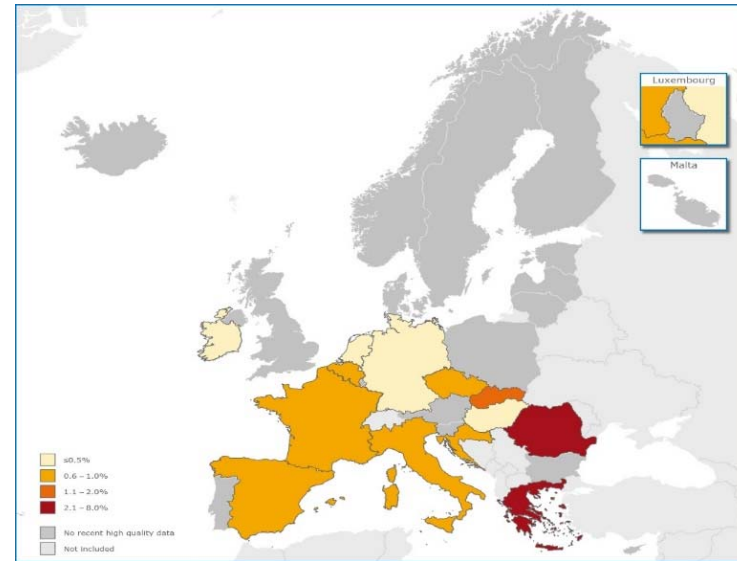 Luxembourg
Malta
≤0.5%
0.6 – 1.0%
1.1 – 2.0%
2.1 – 8.0%
No recent high quality data
Not included